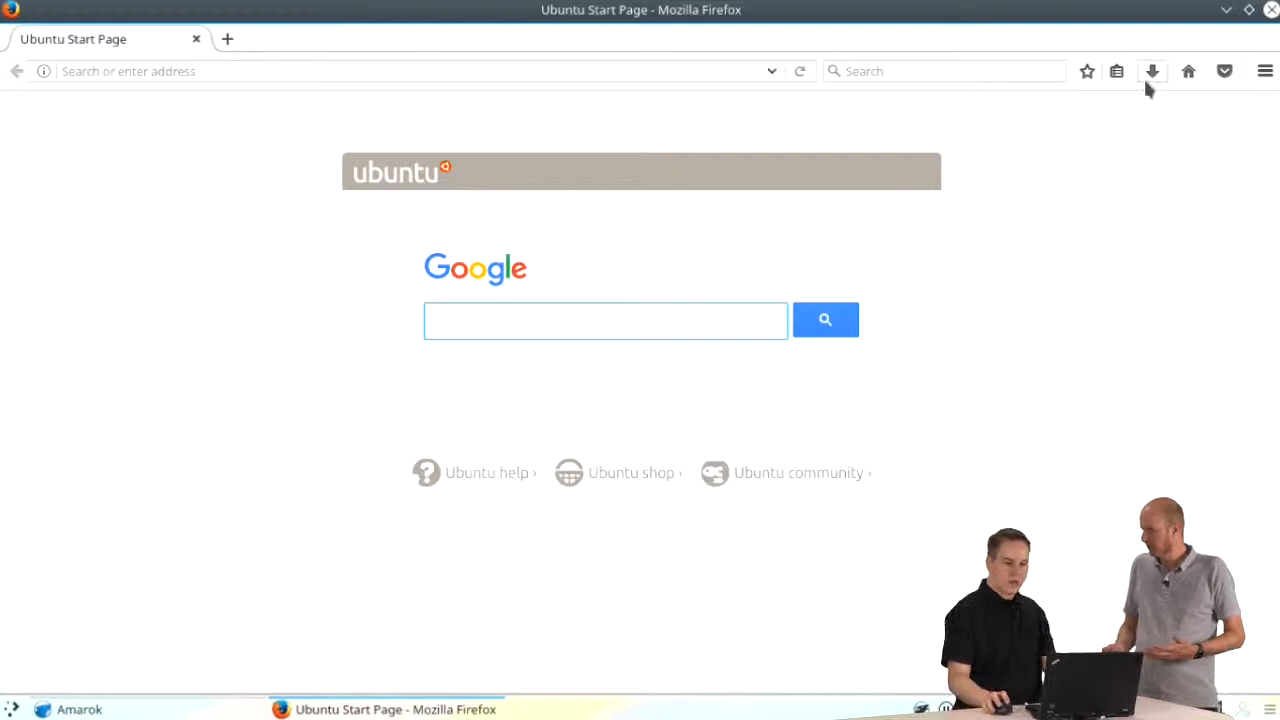 Ubuntu Start Page - Mozilla Firefox
Ubuntu Start Page
Search or enter address
Search
ubuntu
Google
Ubuntu help ›
Ubuntu shop ›
Ubuntu community ›
Amarok
Ubuntu Start Page - Mozilla Firefox